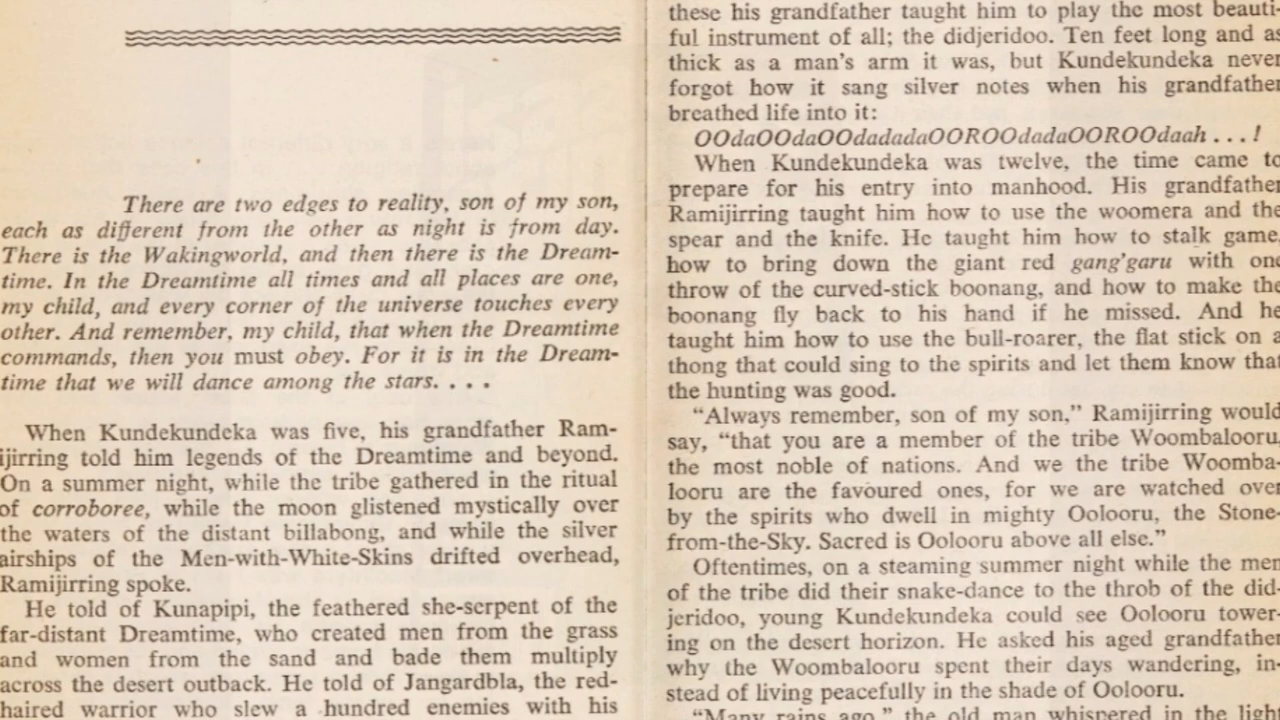 There are two edges to reality, son of my son,
each as different from the other as night is from day.
There is the Wakingworld, and then there is the Dream-
time. In the Dreamtime all times and all places are one,
my child, and every corner of the universe touches every
other. And remember, my child, that when the Dreamtime
commands, then you must obey. For it is in the Dream-
time that we will dance among the stars. . . .
When Kundekundeka was five, his grandfather Ram-
ijirring told him legends of the Dreamtime and beyond.
On a summer night, while the tribe gathered in the ritual
of corroboree, while the moon glistened mystically over
the waters of the distant billabong, and while the silver
airships of the Men-with-White-Skins drifted overhead,
Ramijirring spoke.
He told of Kunapipi, the feathered she-serpent of the
far-distant Dreamtime, who created men from the grass
and women from the sand and bade them multiply
across the desert outback. He told of Jangardbla, the red-
haired warrior who slew a hundred enemies with his
these his grandfather taught him to play the most beauti-
ful instrument of all; the didjeridoo. Ten feet long and as
thick as a man's arm it was, but Kundekundeka never
forgot how it sang silver notes when his grandfather
breathed life into it:
OOdaOOdaOOdadadaOOROOdadaOOROOdaah . . . !
When Kundekundeka was twelve, the time came to
prepare for his entry into manhood. His grandfather
Ramijirring taught him how to use the woomera and the
spear and the knife. He taught him how to stalk game,
how to bring down the giant red gang'garu with one
throw of the curved-stick boonang, and how to make the
boonang fly back to his hand if he missed. And he
taught him how to use the bull-roarer, the flat stick on a
thong that could sing to the spirits and let them know that
the hunting was good.
"Always remember, son of my son," Ramijirring would
say, "that you are a member of the tribe Woombalooru,
the most noble of nations. And we the tribe Woomba-
looru are the favoured ones, for we are watched over
by the spirits who dwell in mighty Oolooru, the Stone-
from-the-Sky. Sacred is Oolooru above all else."
Oftentimes, on a steaming summer night while the men
of the tribe did their snake-dance to the throb of the did-
jeridoo, young Kundekundeka could see Oolooru tower-
ing on the desert horizon. He asked his aged grandfather
why the Woombalooru spent their days wandering, in-
stead of living peacefully in the shade of Oolooru.
"Many rains ago," the old man whispered in the light